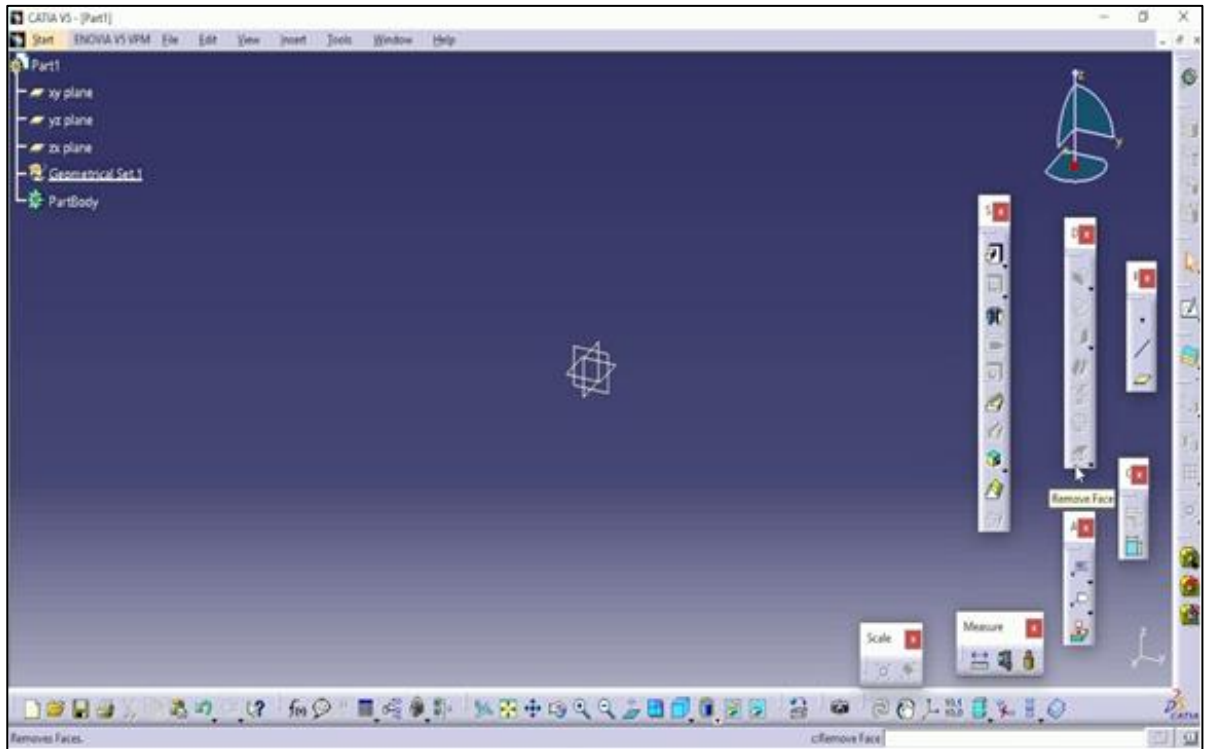 CATIA V5 - [Part1]
Start ENOVIA V5 VPM File Edit View Insert Tools Window Help
Part1
xy plane
yz plane
zx plane
Geometrical Set.1
PartBody
z
y
S
D
Remove Face
A
Scale
Measure
f(x)
CATIA
Removes Faces.
c:Remove Face